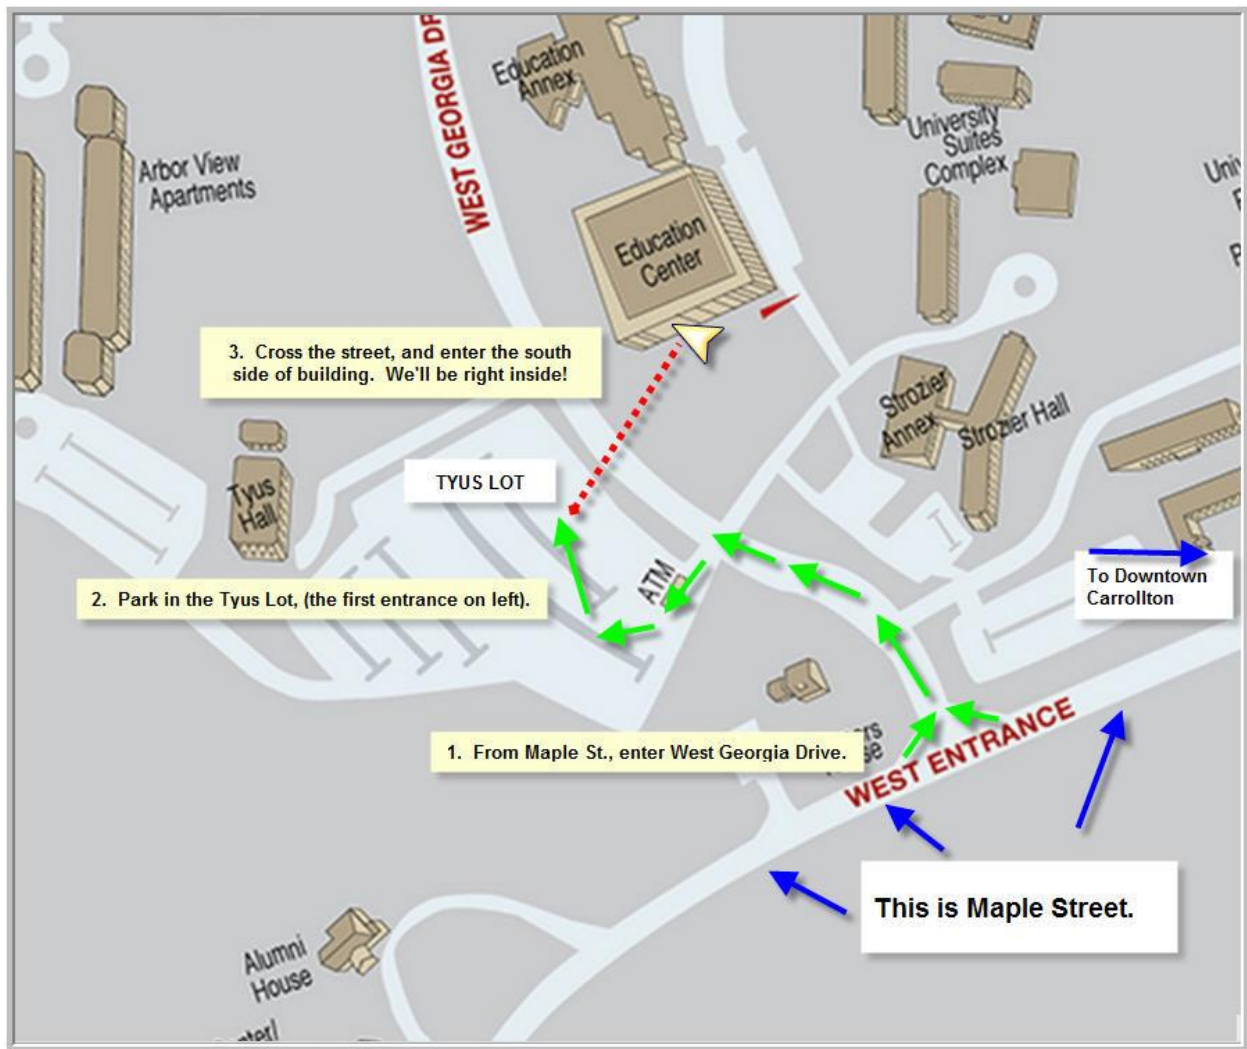 WEST GEORGIA DR
Education
Annex
University
Suites
Complex
Arbor View
Apartments
Education
Center
3. Cross the street, and enter the south
side of building. We'll be right inside!
Strozier
Annex
Strozier Hall
TYUS LOT
Tyus
Hall
ATM
To Downtown
Carrollton
2. Park in the Tyus Lot, (the first entrance on left).
1. From Maple St., enter West Georgia Drive.
WEST ENTRANCE
This is Maple Street.
Alumni
House